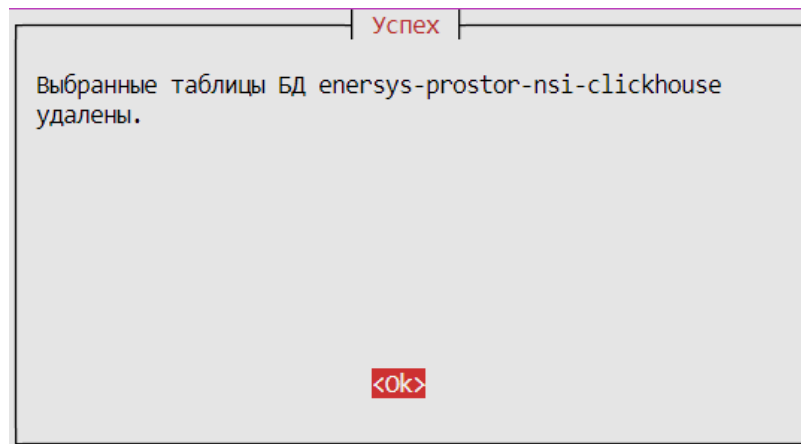 Успех
Выбранные таблицы БД enersys-prostor-nsi-clickhouse
удалены.
<Ok>